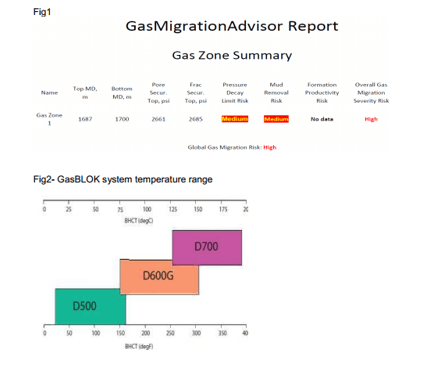 Fig1
GasMigrationAdvisor Report
Gas Zone Summary
Name Top MD, m Bottom MD, m Pore Secur. Top, psi Frac Secur. Top, psi Pressure Decay Limit Risk Mud Removal Risk Formation Productivity Risk Overall Gas Migration Severity Risk
Gas Zone 1 1687 1700 2661 2685 Medium Medium No data High
Global Gas Migration Risk: High
Fig2- GasBLOK system temperature range
0 25 50 75 100 125 150 175 20
BHCT (degC)
D700
D600G
D500
0 50 100 150 200 250 300 350 40
BHCT (degF)